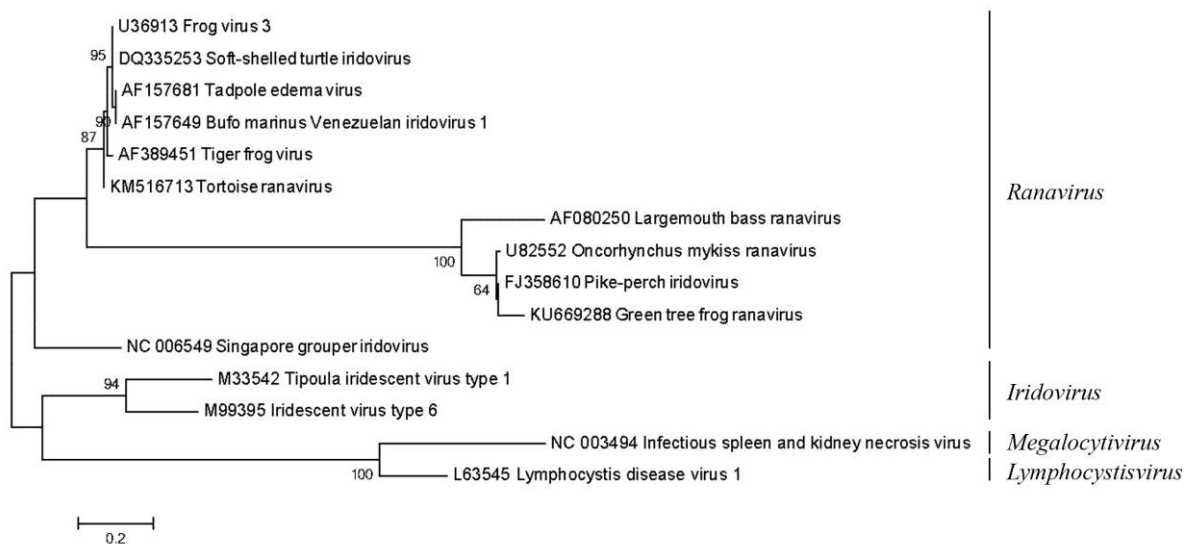 U36913 Frog virus 3
95
DQ335253 Soft-shelled turtle iridovirus
AF157681 Tadpole edema virus
90
AF157649 Bufo marinus Venezuelan iridovirus 1
87
AF389451 Tiger frog virus
KM516713 Tortoise ranavirus
Ranavirus
AF080250 Largemouth bass ranavirus
U82552 Oncorhynchus mykiss ranavirus
100
FJ358610 Pike-perch iridovirus
64
KU669288 Green tree frog ranavirus
NC 006549 Singapore grouper iridovirus
94
M33542 Tipoula iridescent virus type 1
Iridovirus
M99395 Iridescent virus type 6
NC 003494 Infectious spleen and kidney necrosis virus
Megalocytivirus
100
L63545 Lymphocystis disease virus 1
Lymphocystisvirus
0.2